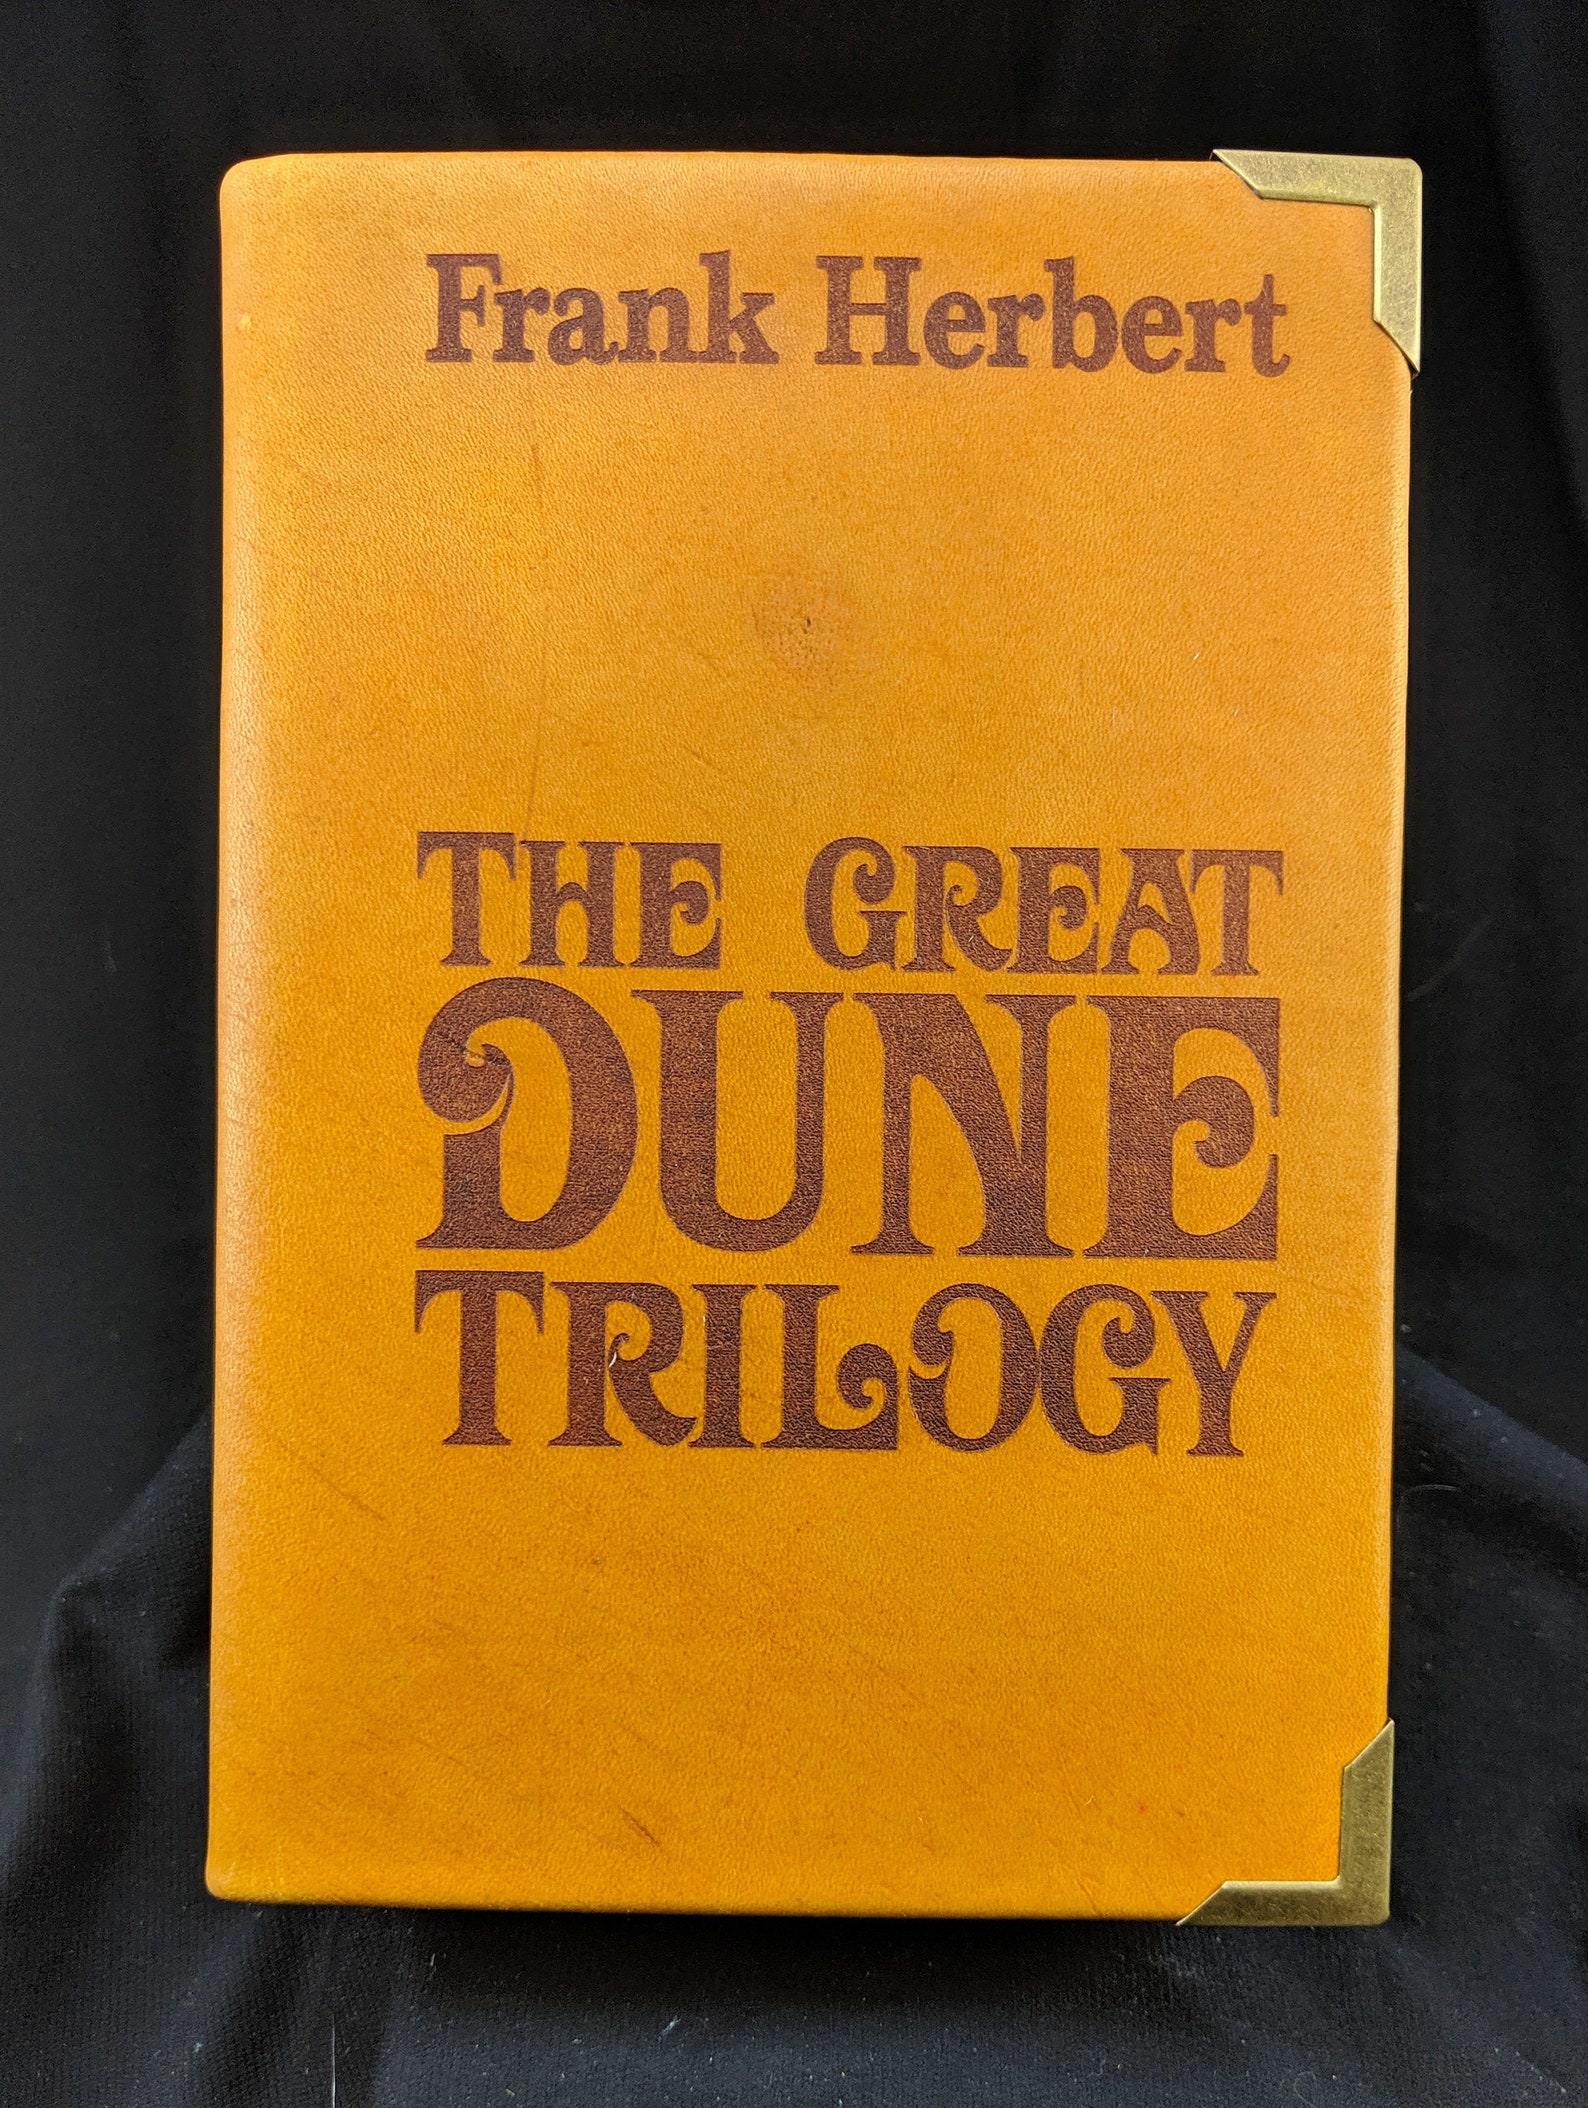 Frank Herbert
THE GREAT
DUNE
TRILOGY